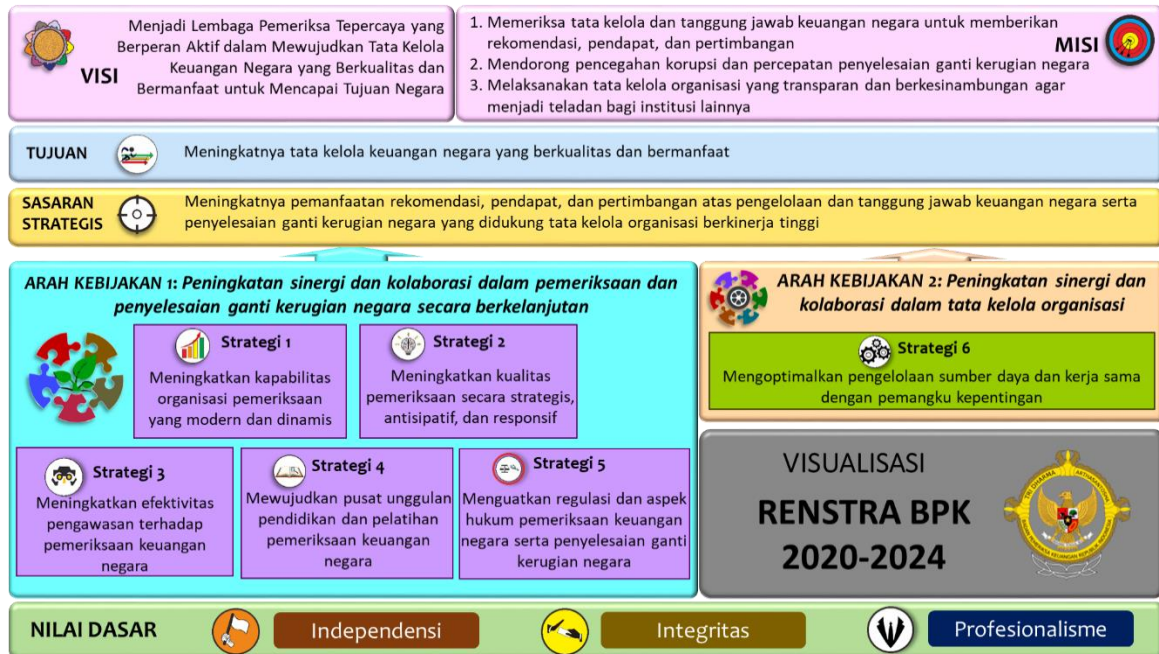 VISI
Menjadi Lembaga Pemeriksa Tepercaya yang
Berperan Aktif dalam Mewujudkan Tata Kelola
Keuangan Negara yang Berkualitas dan
Bermanfaat untuk Mencapai Tujuan Negara
MISI
1. Memeriksa tata kelola dan tanggung jawab keuangan negara untuk memberikan
rekomendasi, pendapat, dan pertimbangan
2. Mendorong pencegahan korupsi dan percepatan penyelesaian ganti kerugian negara
3. Melaksanakan tata kelola organisasi yang transparan dan berkesinambungan agar
menjadi teladan bagi institusi lainnya
TUJUAN
Meningkatnya tata kelola keuangan negara yang berkualitas dan bermanfaat
SASARAN
STRATEGIS
Meningkatnya pemanfaatan rekomendasi, pendapat, dan pertimbangan atas pengelolaan dan tanggung jawab keuangan negara serta
penyelesaian ganti kerugian negara yang didukung tata kelola organisasi berkinerja tinggi
ARAH KEBIJAKAN 1: Peningkatan sinergi dan kolaborasi dalam pemeriksaan dan
penyelesaian ganti kerugian negara secara berkelanjutan
Strategi 1
Meningkatkan kapabilitas
organisasi pemeriksaan
yang modern dan dinamis
Strategi 2
Meningkatkan kualitas
pemeriksaan secara strategis,
antisipatif, dan responsif
Strategi 3
Meningkatkan efektivitas
pengawasan terhadap
pemeriksaan keuangan
negara
Strategi 4
Mewujudkan pusat unggulan
pendidikan dan pelatihan
pemeriksaan keuangan
negara
Strategi 5
Menguatkan regulasi dan aspek
hukum pemeriksaan keuangan
negara serta penyelesaian ganti
kerugian negara
ARAH KEBIJAKAN 2: Peningkatan sinergi dan
kolaborasi dalam tata kelola organisasi
Strategi 6
Mengoptimalkan pengelolaan sumber daya dan kerja sama
dengan pemangku kepentingan
VISUALISASI
RENSTRA BPK
2020-2024
TRI DHARMA
BADAN PEMERIKSA KEUANGAN REPUBLIK INDONESIA
NILAI DASAR
Independensi
Integritas
Profesionalisme